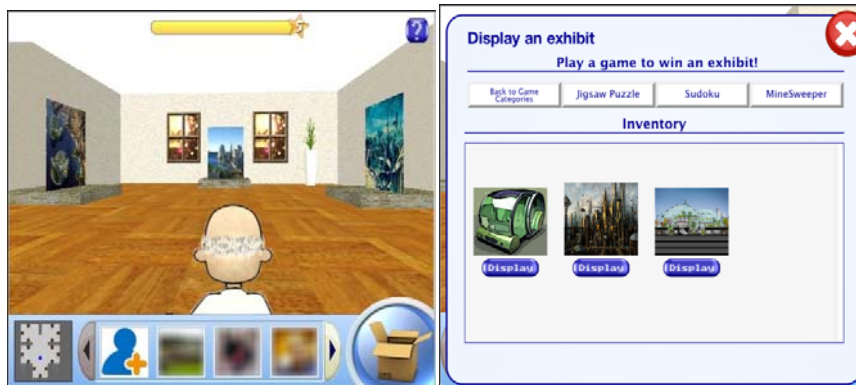 5
?
Display an exhibit
Play a game to win an exhibit!
Back to Game
Categories
Jigsaw Puzzle
Sudoku
MineSweeper
Inventory
Display
Display
Display